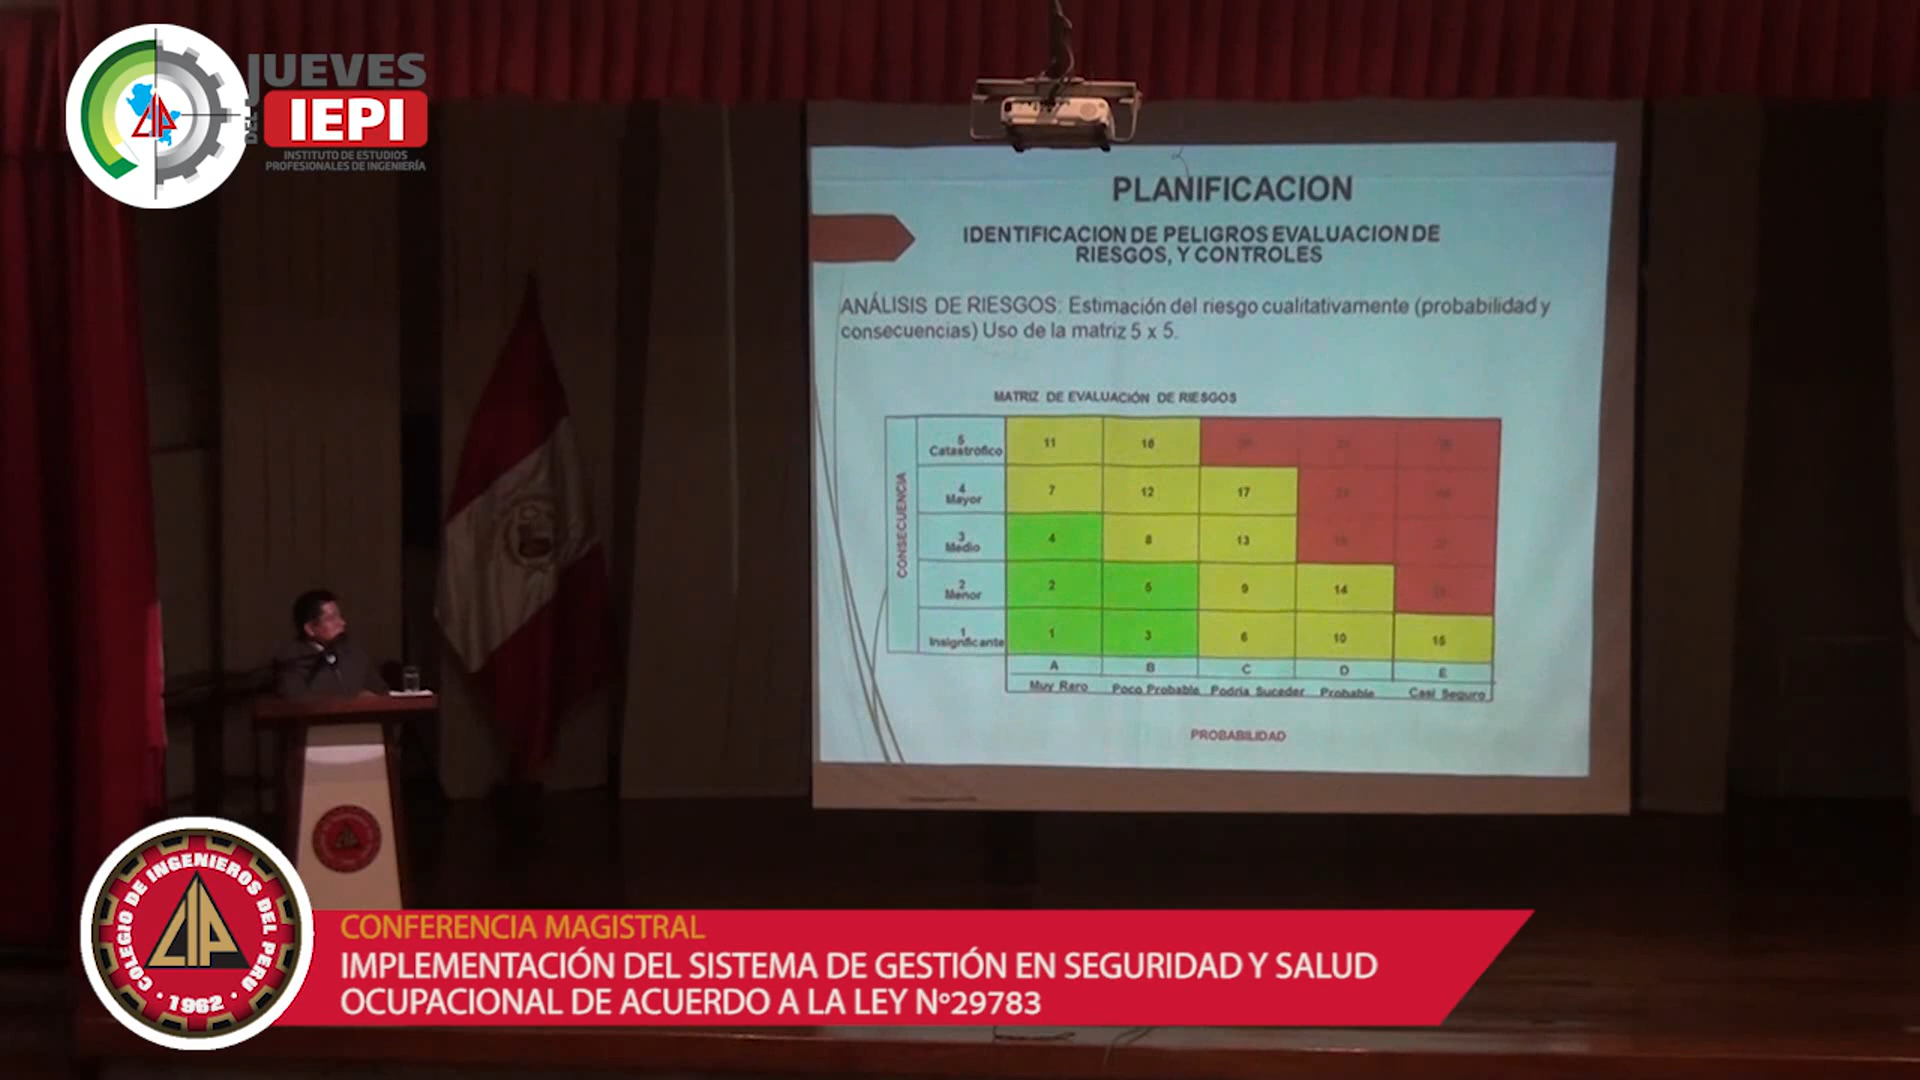 JUEVES
DEL
IEPI
INSTITUTO DE ESTUDIOS
PROFESIONALES DE INGENIERÍA
PLANIFICACION
IDENTIFICACION DE PELIGROS EVALUACION DE
RIESGOS, Y CONTROLES
ANÁLISIS DE RIESGOS: Estimación del riesgo cualitativamente (probabilidad y
consecuencias) Uso de la matriz 5 x 5.
MATRIZ DE EVALUACIÓN DE RIESGOS
CONSECUENCIA
5
Catastrófico
11 16
4
Mayor
7 12 17
3
Medio
4 8 13
2
Menor
2 5 9 14
1
Insignificante
1 3 6 10 15
A B C D E
Muy Raro Poco Probable Podría Suceder Probable Casi Seguro
PROBABILIDAD
COLEGIO DE INGENIEROS DEL PERU
CIP
· 1962 ·
CONFERENCIA MAGISTRAL
IMPLEMENTACIÓN DEL SISTEMA DE GESTIÓN EN SEGURIDAD Y SALUD
OCUPACIONAL DE ACUERDO A LA LEY N°29783